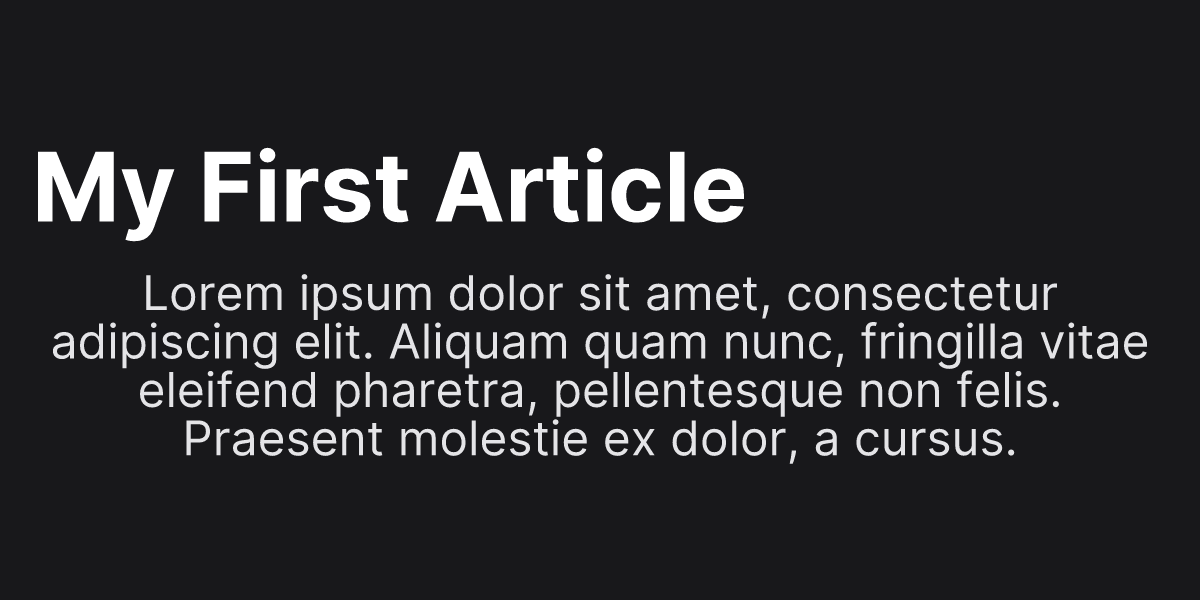 My First Article
Lorem ipsum dolor sit amet, consectetur
adipiscing elit. Aliquam quam nunc, fringilla vitae
eleifend pharetra, pellentesque non felis.
Praesent molestie ex dolor, a cursus.